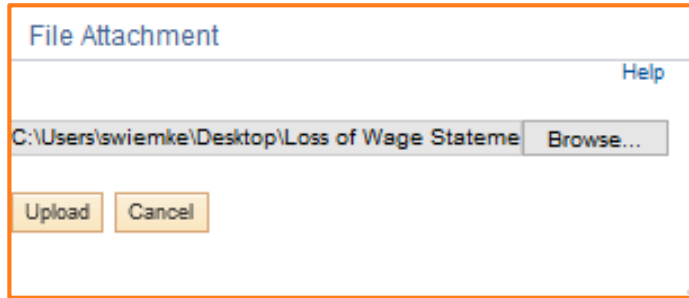 File Attachment
Help
C:\Users\swiemke\Desktop\Loss of Wage Stateme Browse...
Upload Cancel